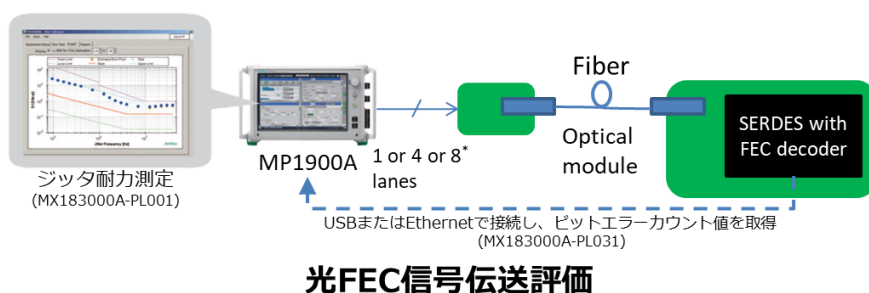 ジッタ耐力測定
(MX183000A-PL001)
MP1900A
1 or 4 or 8*
lanes
Fiber
Optical
module
SERDES with
FEC decoder
USBまたはEthernetで接続し、ビットエラーカウント値を取得
(MX183000A-PL031)
光FEC信号伝送評価